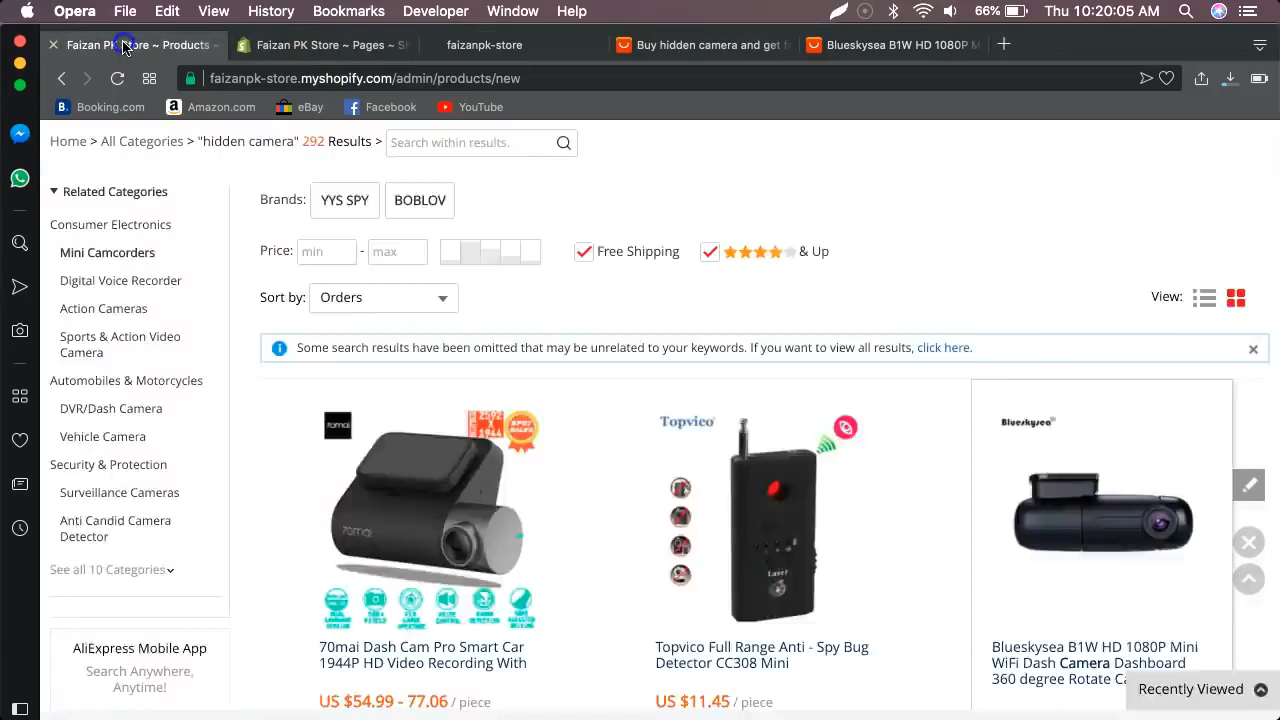 Opera File Edit View History Bookmarks Developer Window Help 66% Thu 10:20:05 AM
Faizan PK Store ~ Products ~ Faizan PK Store ~ Pages ~ S faizanpk-store Buy hidden camera and get f Blueskysea B1W HD 1080P M
faizanpk-store.myshopify.com/admin/products/new
Booking.com Amazon.com eBay Facebook YouTube
Home > All Categories > "hidden camera" 292 Results > Search within results.
Related Categories
Consumer Electronics
Mini Camcorders
Digital Voice Recorder
Action Cameras
Sports & Action Video
Camera
Automobiles & Motorcycles
DVR/Dash Camera
Vehicle Camera
Security & Protection
Surveillance Cameras
Anti Candid Camera
Detector
See all 10 Categories
AliExpress Mobile App
Search Anywhere,
Anytime!
Brands: YYS SPY BOBLOV
Price: min - max Free Shipping & Up
Sort by: Orders View:
Some search results have been omitted that may be unrelated to your keywords. If you want to view all results, click here.
70mai
2592
X
1944
SPOT
70mai
70mai Dash Cam Pro Smart Car
1944P HD Video Recording With
US $54.99 - 77.06 / piece
Topvico
Laser
Topvico Full Range Anti - Spy Bug
Detector CC308 Mini
US $11.45 / piece
Blueskysea
Blueskysea B1W HD 1080P Mini
WiFi Dash Camera Dashboard
360 degree Rotate Ca
Recently Viewed